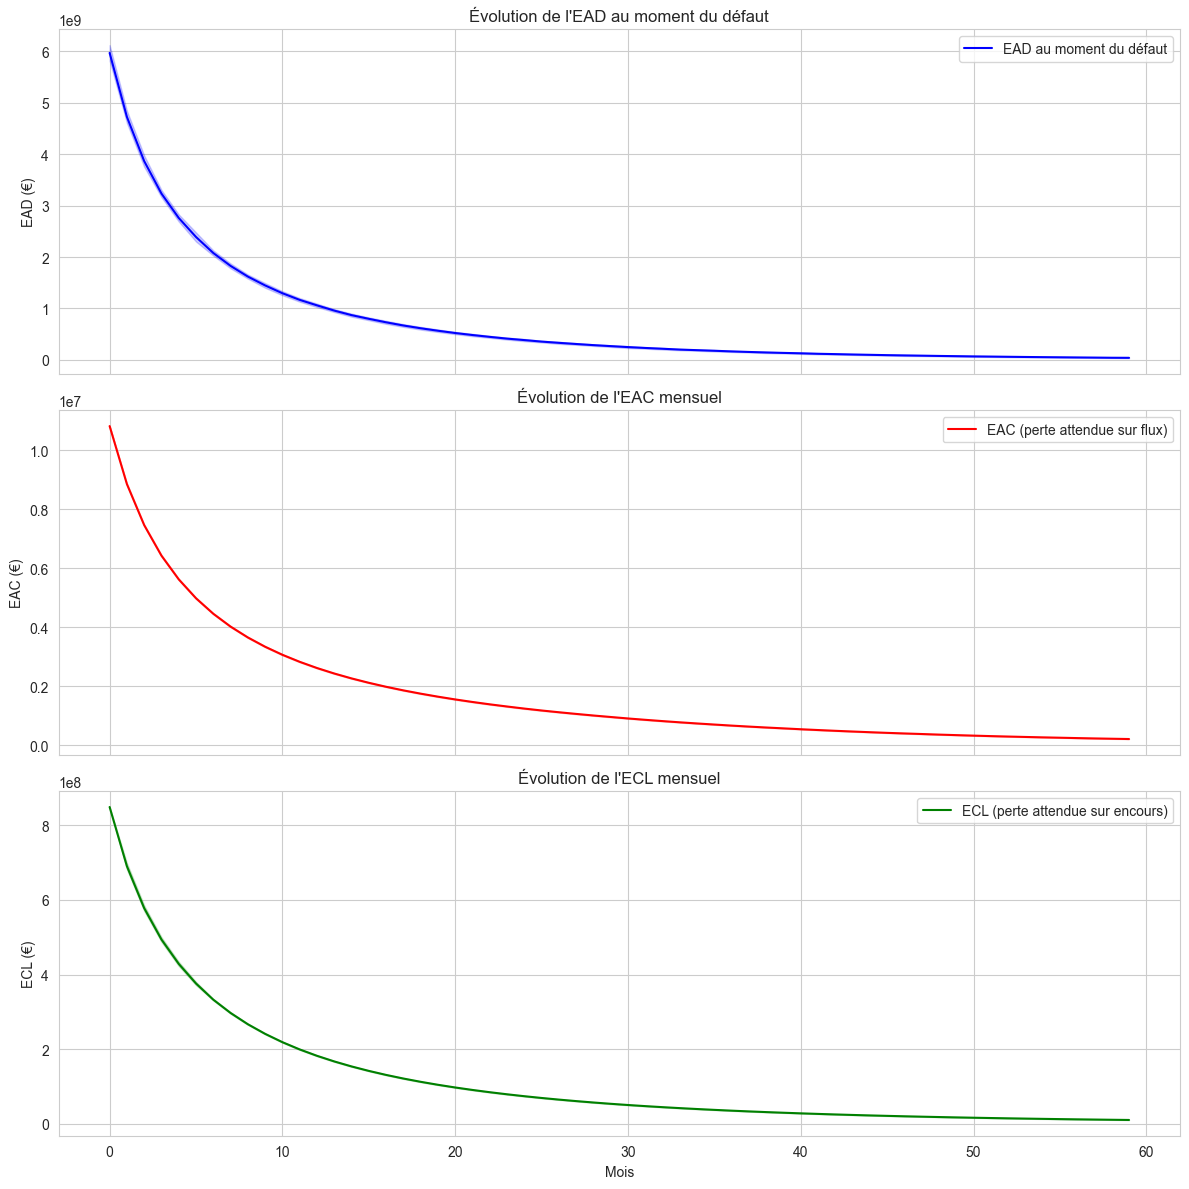 Évolution de l'EAD au moment du défaut
1e9
EAD au moment du défaut
6
5
4
3
2
1
0
EAD (€)
Évolution de l'EAC mensuel
1e7
EAC (perte attendue sur flux)
1.0
0.8
0.6
0.4
0.2
0.0
EAC (€)
Évolution de l'ECL mensuel
1e8
ECL (perte attendue sur encours)
8
6
4
2
0
ECL (€)
0 10 20 30 40 50 60
Mois